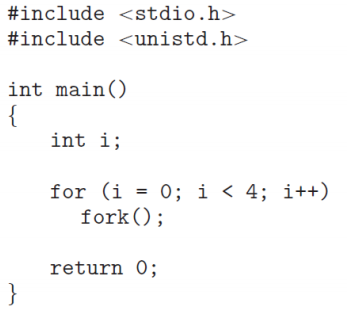 #include <stdio.h>
#include <unistd.h>
int main()
{
int i;
for (i = 0; i < 4; i++)
fork();
return 0;
}